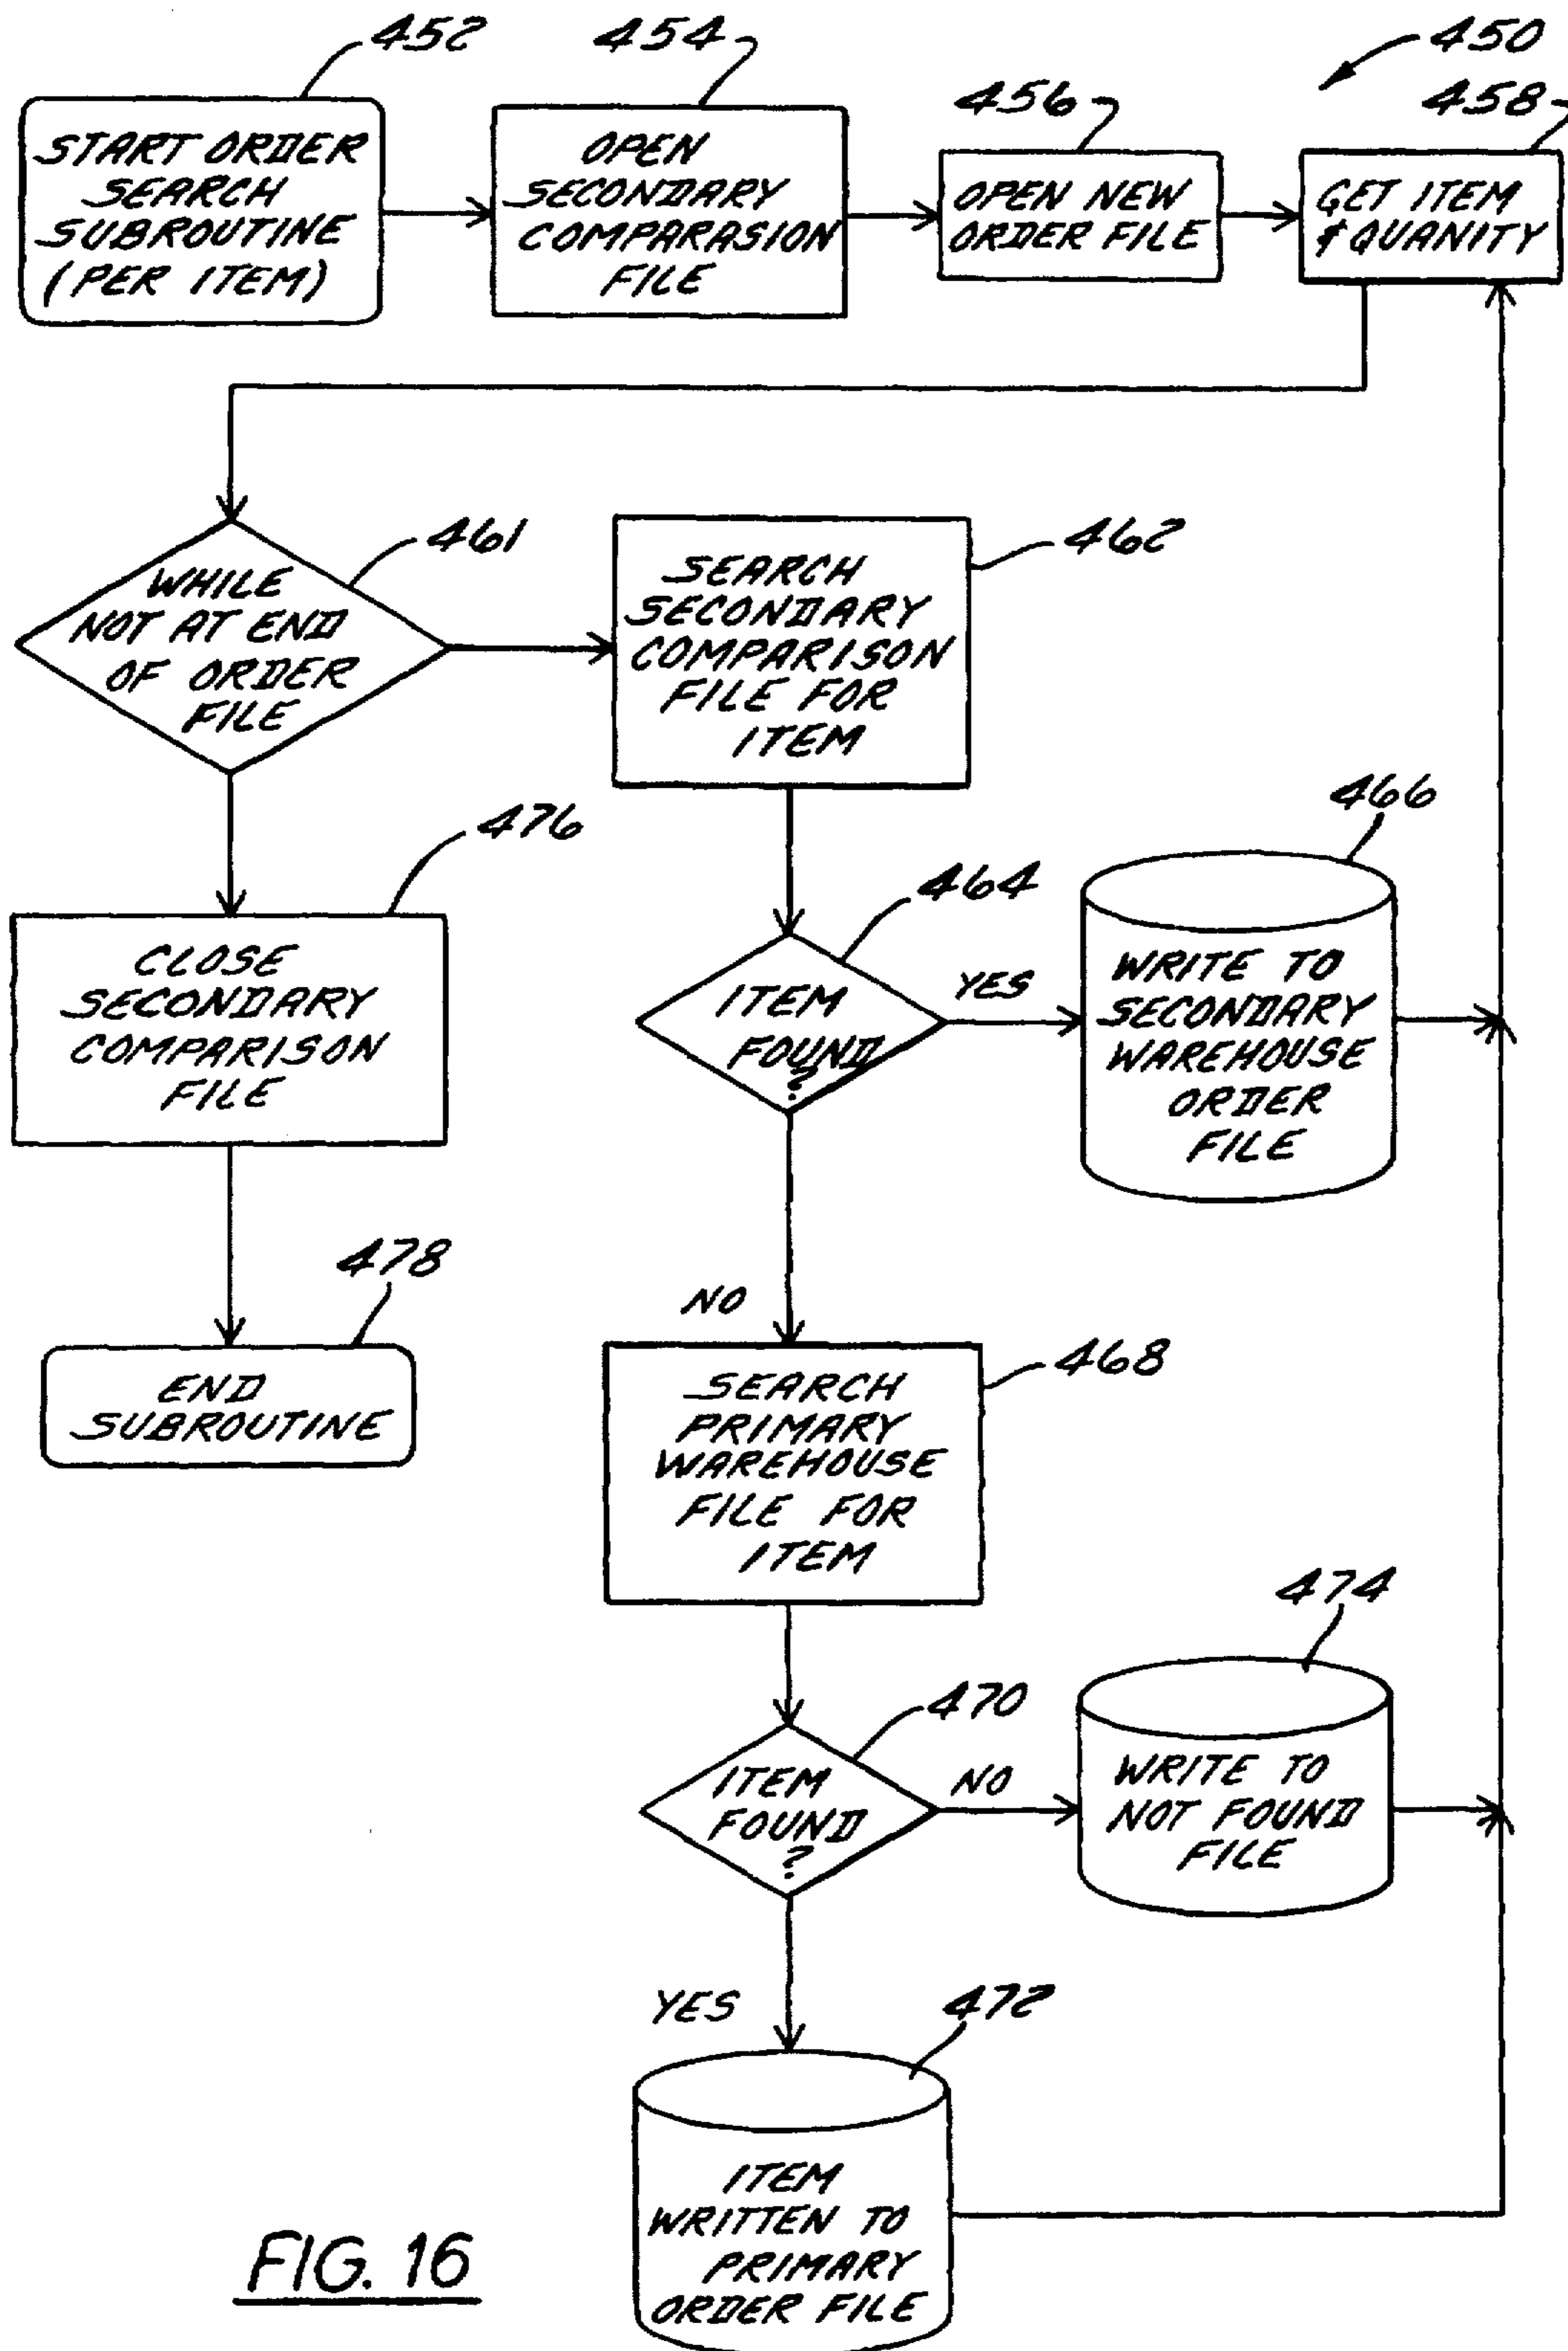 452
454
450
456
458
START ORDER
SEARCH
SUBROUTINE
(PER ITEM)
OPEN
SECONDARY
COMPARASION
FILE
OPEN NEW
ORDER FILE
GET ITEM
& QUANITY
461
WHILE
NOT AT END
OF ORDER
FILE
462
SEARCH
SECONDARY
COMPARISON
FILE FOR
ITEM
476
CLOSE
SECONDARY
COMPARISON
FILE
464
ITEM
FOUND
?
YES
466
WRITE TO
SECONDARY
WAREHOUSE
ORDER
FILE
478
END
SUBROUTINE
NO
468
SEARCH
PRIMARY
WAREHOUSE
FILE FOR
ITEM
470
ITEM
FOUND
?
NO
474
WRITE TO
NOT FOUND
FILE
YES
472
ITEM
WRITTEN TO
PRIMARY
ORDER FILE
FIG. 16